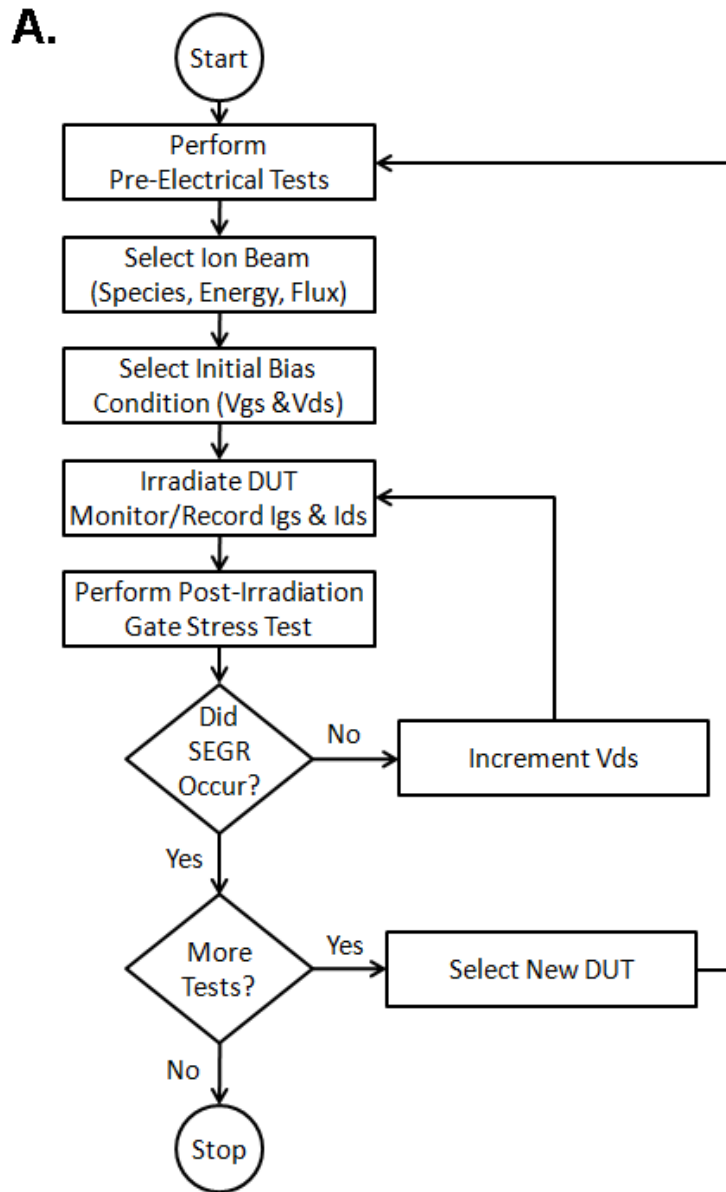 A.
Start
Perform
Pre-Electrical Tests
Select Ion Beam
(Species, Energy, Flux)
Select Initial Bias
Condition (Vgs &Vds)
Irradiate DUT
Monitor/Record Igs & Ids
Perform Post-Irradiation
Gate Stress Test
Did
SEGR
Occur?
No
Increment Vds
Yes
More
Tests?
Yes
Select New DUT
No
Stop